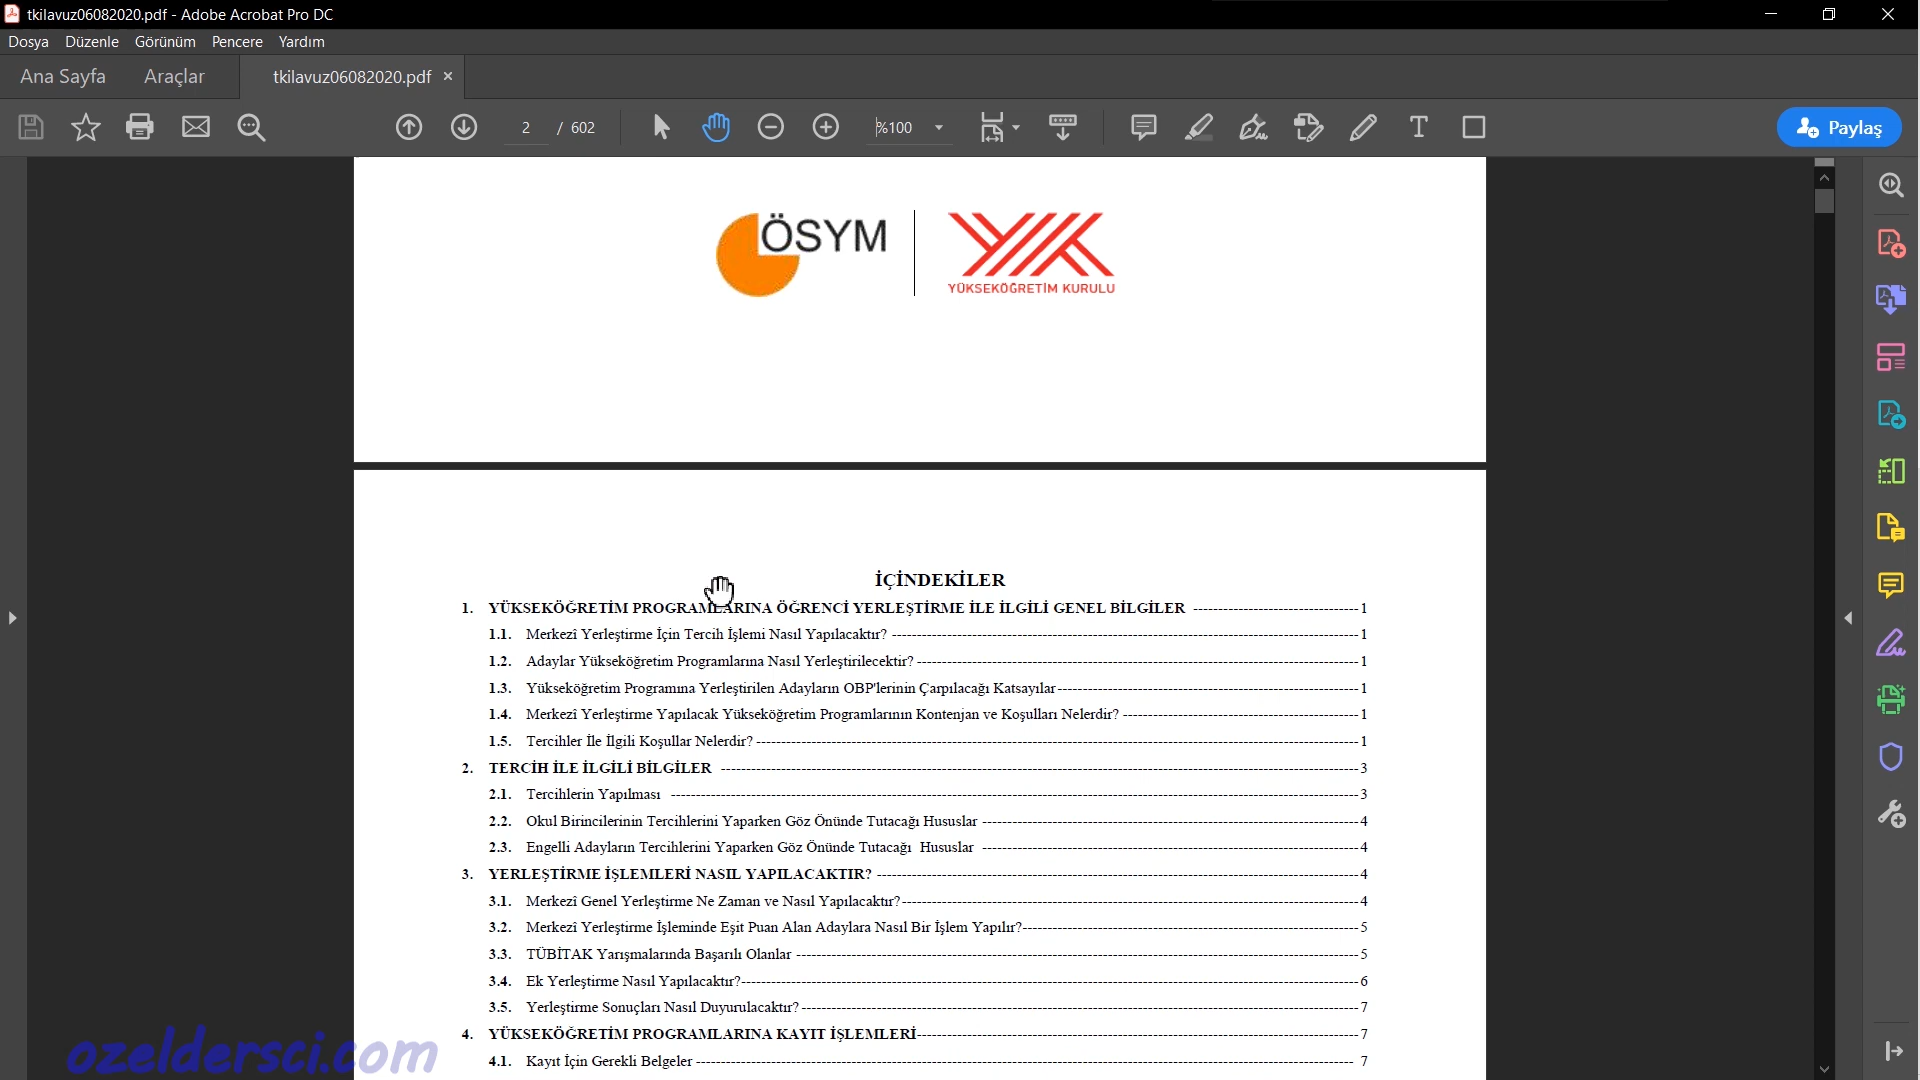 tkilavuz06082020.pdf - Adobe Acrobat Pro DC
Dosya Düzenle Görünüm Pencere Yardım
Ana Sayfa Araçlar tkilavuz06082020.pdf ×
2 / 602 %100 T Paylaş
ÖSYM
YÜKSEKÖĞRETİM KURULU
İÇİNDEKİLER
1. YÜKSEKÖĞRETİM PROGRAMLARINA ÖĞRENCİ YERLEŞTİRME İLE İLGİLİ GENEL BİLGİLER 1
1.1. Merkezî Yerleştirme İçin Tercih İşlemi Nasıl Yapılacaktır? 1
1.2. Adaylar Yükseköğretim Programlarına Nasıl Yerleştirilecektir? 1
1.3. Yükseköğretim Programına Yerleştirilen Adayların OBP'lerinin Çarpılacağı Katsayılar 1
1.4. Merkezî Yerleştirme Yapılacak Yükseköğretim Programlarının Kontenjan ve Koşulları Nelerdir? 1
1.5. Tercihler İle İlgili Koşullar Nelerdir? 1
2. TERCİH İLE İLGİLİ BİLGİLER 3
2.1. Tercihlerin Yapılması 3
2.2. Okul Birincilerinin Tercihlerini Yaparken Göz Önünde Tutacağı Hususlar 4
2.3. Engelli Adayların Tercihlerini Yaparken Göz Önünde Tutacağı Hususlar 4
3. YERLEŞTİRME İŞLEMLERİ NASIL YAPILACAKTIR? 4
3.1. Merkezî Genel Yerleştirme Ne Zaman ve Nasıl Yapılacaktır? 4
3.2. Merkezî Yerleştirme İşleminde Eşit Puan Alan Adaylara Nasıl Bir İşlem Yapılır? 5
3.3. TÜBİTAK Yarışmalarında Başarılı Olanlar 5
3.4. Ek Yerleştirme Nasıl Yapılacaktır? 6
3.5. Yerleştirme Sonuçları Nasıl Duyurulacaktır? 7
4. YÜKSEKÖĞRETİM PROGRAMLARINA KAYIT İŞLEMLERİ 7
4.1. Kayıt İçin Gerekli Belgeler 7
ozeldersci.com